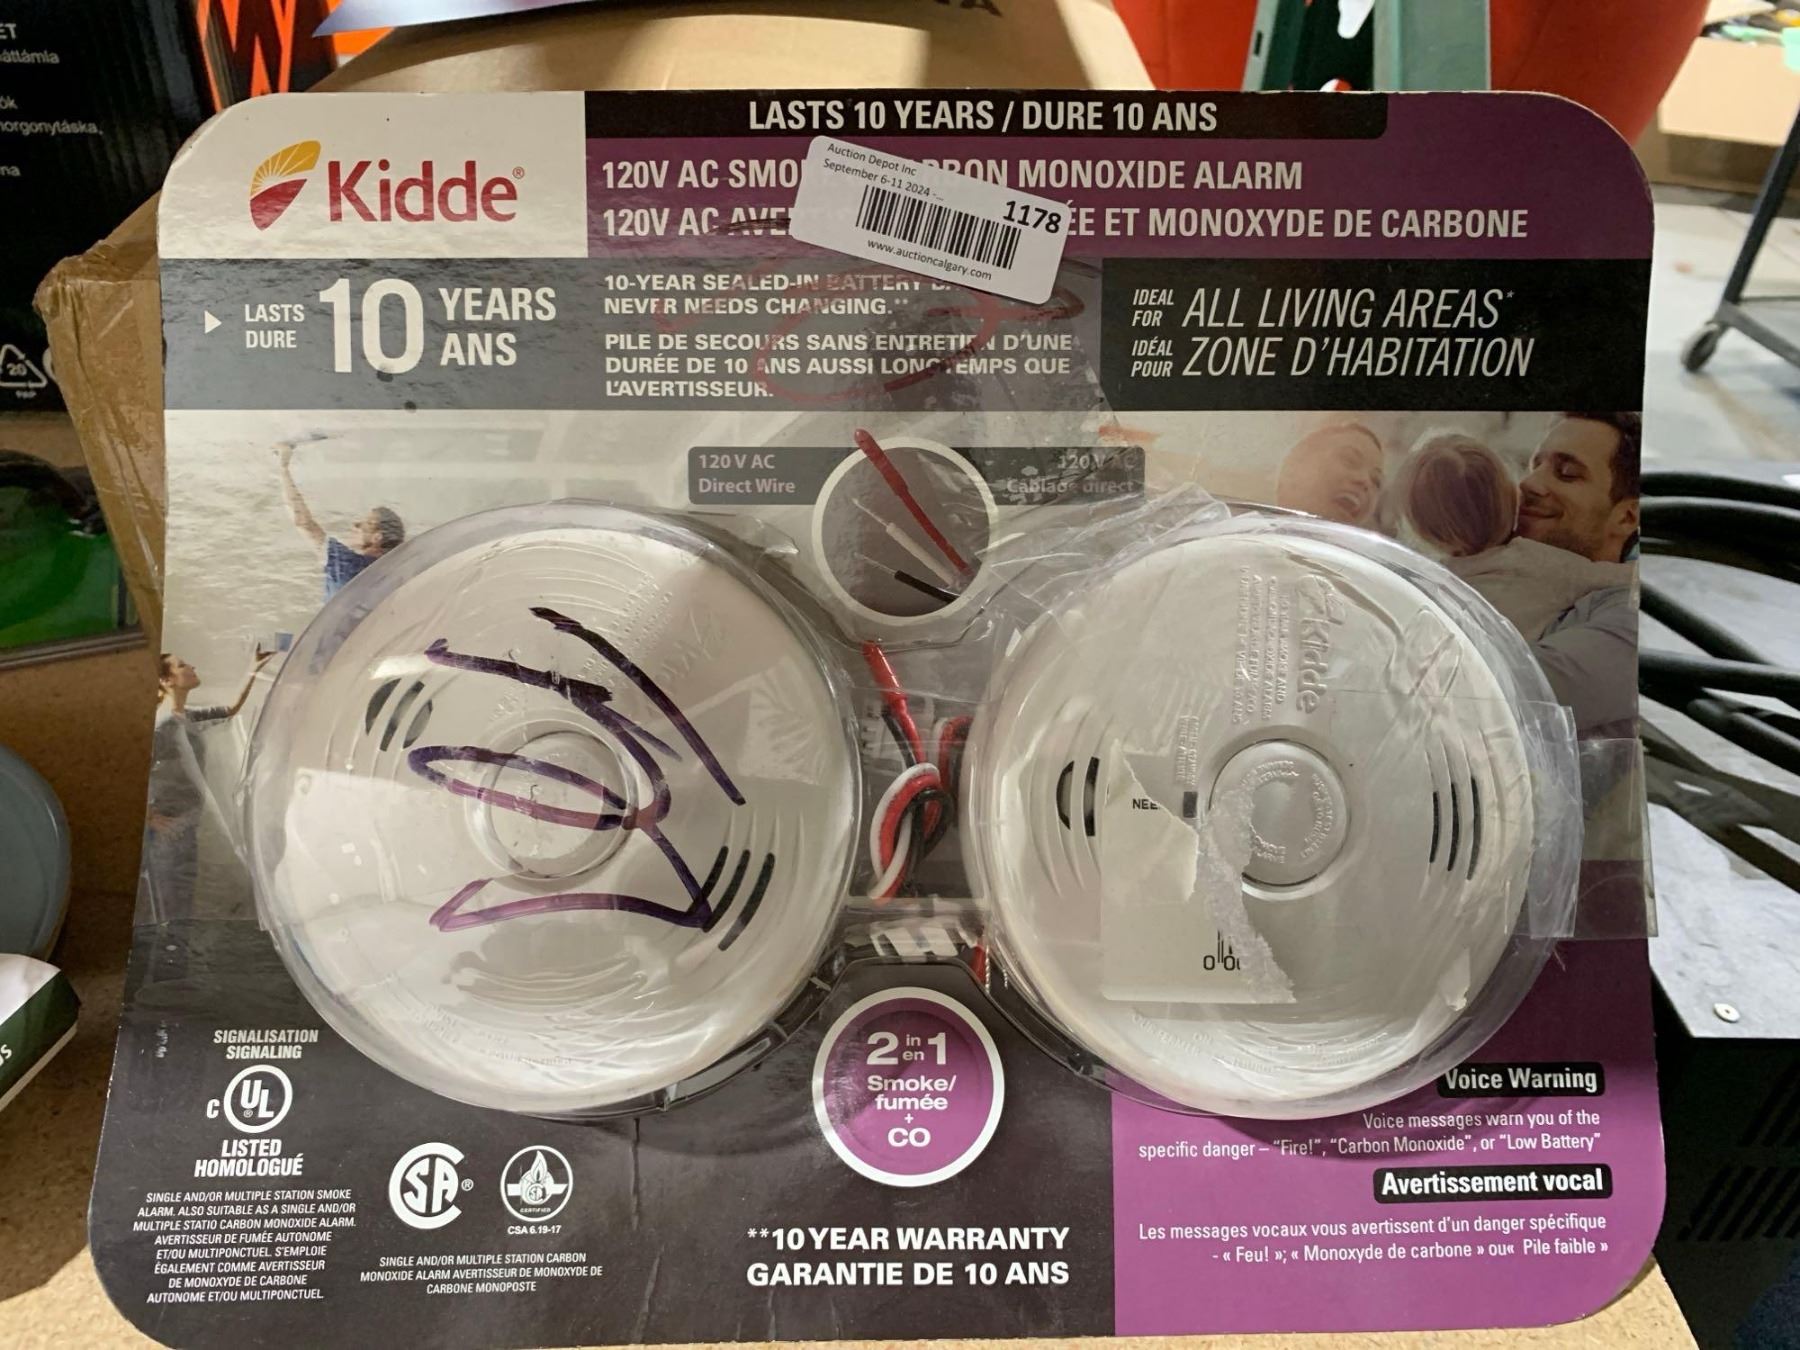 Kidde®
LASTS 10 YEARS / DURE 10 ANS
120V AC SMO RBON MONOXIDE ALARM
120V AC AVE ÉE ET MONOXYDE DE CARBONE
Auction Depot Inc
September 6-11 2024 -...
1178
www.auctioncalgary.com
LASTS 10 YEARS
DURE ANS
10-YEAR SEALED-IN BATTERY
NEVER NEEDS CHANGING.**
PILE DE SECOURS SANS ENTRETIEN D'UNE
DURÉE DE 10 ANS AUSSI LONGTEMPS QUE
L'AVERTISSEUR.
IDEAL FOR ALL LIVING AREAS*
IDÉAL POUR ZONE D'HABITATION
120 V AC
Direct Wire
120 V AC
Câblage direct
kidde
NEE
SIGNALISATION
SIGNALING
C UL ®
LISTED
HOMOLOGUÉ
SINGLE AND/OR MULTIPLE STATION SMOKE
ALARM. ALSO SUITABLE AS A SINGLE AND/OR
MULTIPLE STATIO CARBON MONOXIDE ALARM.
AVERTISSEUR DE FUMÉE AUTONOME
ET/OU MULTIPONCTUEL S'EMPLOIE
ÉGALEMENT COMME AVERTISSEUR
DE MONOXYDE DE CARBONE
AUTONOME ET/OU MULTIPONCTUEL.
SA®
CERTIFIED
CSA 6.19-17
SINGLE AND/OR MULTIPLE STATION CARBON
MONOXIDE ALARM AVERTISSEUR DE MONOXYDE DE
CARBONE MONOPOSTE
2 in en 1
Smoke/
fumée
+
CO
**10 YEAR WARRANTY
GARANTIE DE 10 ANS
Voice Warning
Voice messages warn you of the
specific danger – "Fire!", "Carbon Monoxide", or "Low Battery"
Avertissement vocal
Les messages vocaux vous avertissent d'un danger spécifique
- « Feu! »; « Monoxyde de carbone » ou« Pile faible »